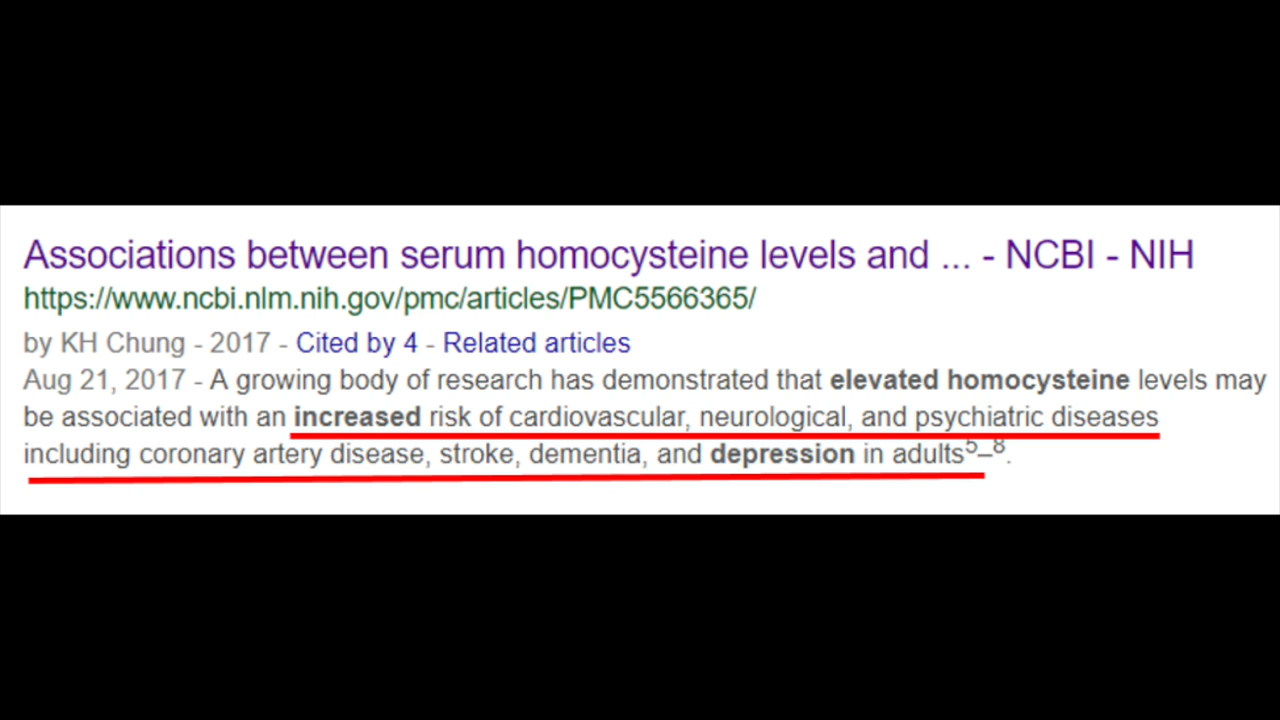 Associations between serum homocysteine levels and ... - NCBI - NIH
https://www.ncbi.nlm.nih.gov/pmc/articles/PMC5566365/
by KH Chung - 2017 - Cited by 4 - Related articles
Aug 21, 2017 - A growing body of research has demonstrated that elevated homocysteine levels may
be associated with an increased risk of cardiovascular, neurological, and psychiatric diseases
including coronary artery disease, stroke, dementia, and depression in adults⁵–⁸.